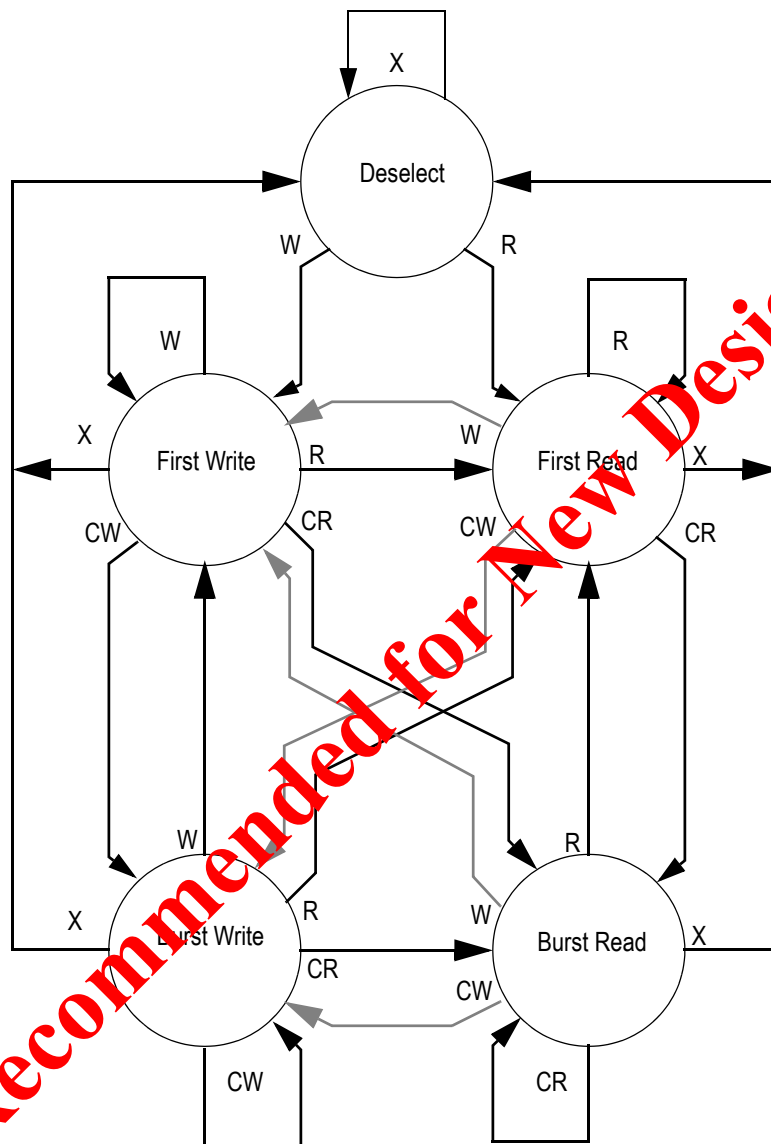 X
Deselect
W R
W R
X First Write R W First Read X
CW CR CW CR
W R
X Burst Write R W Burst Read X
CR CW
CW CR
Recommended for New Desig